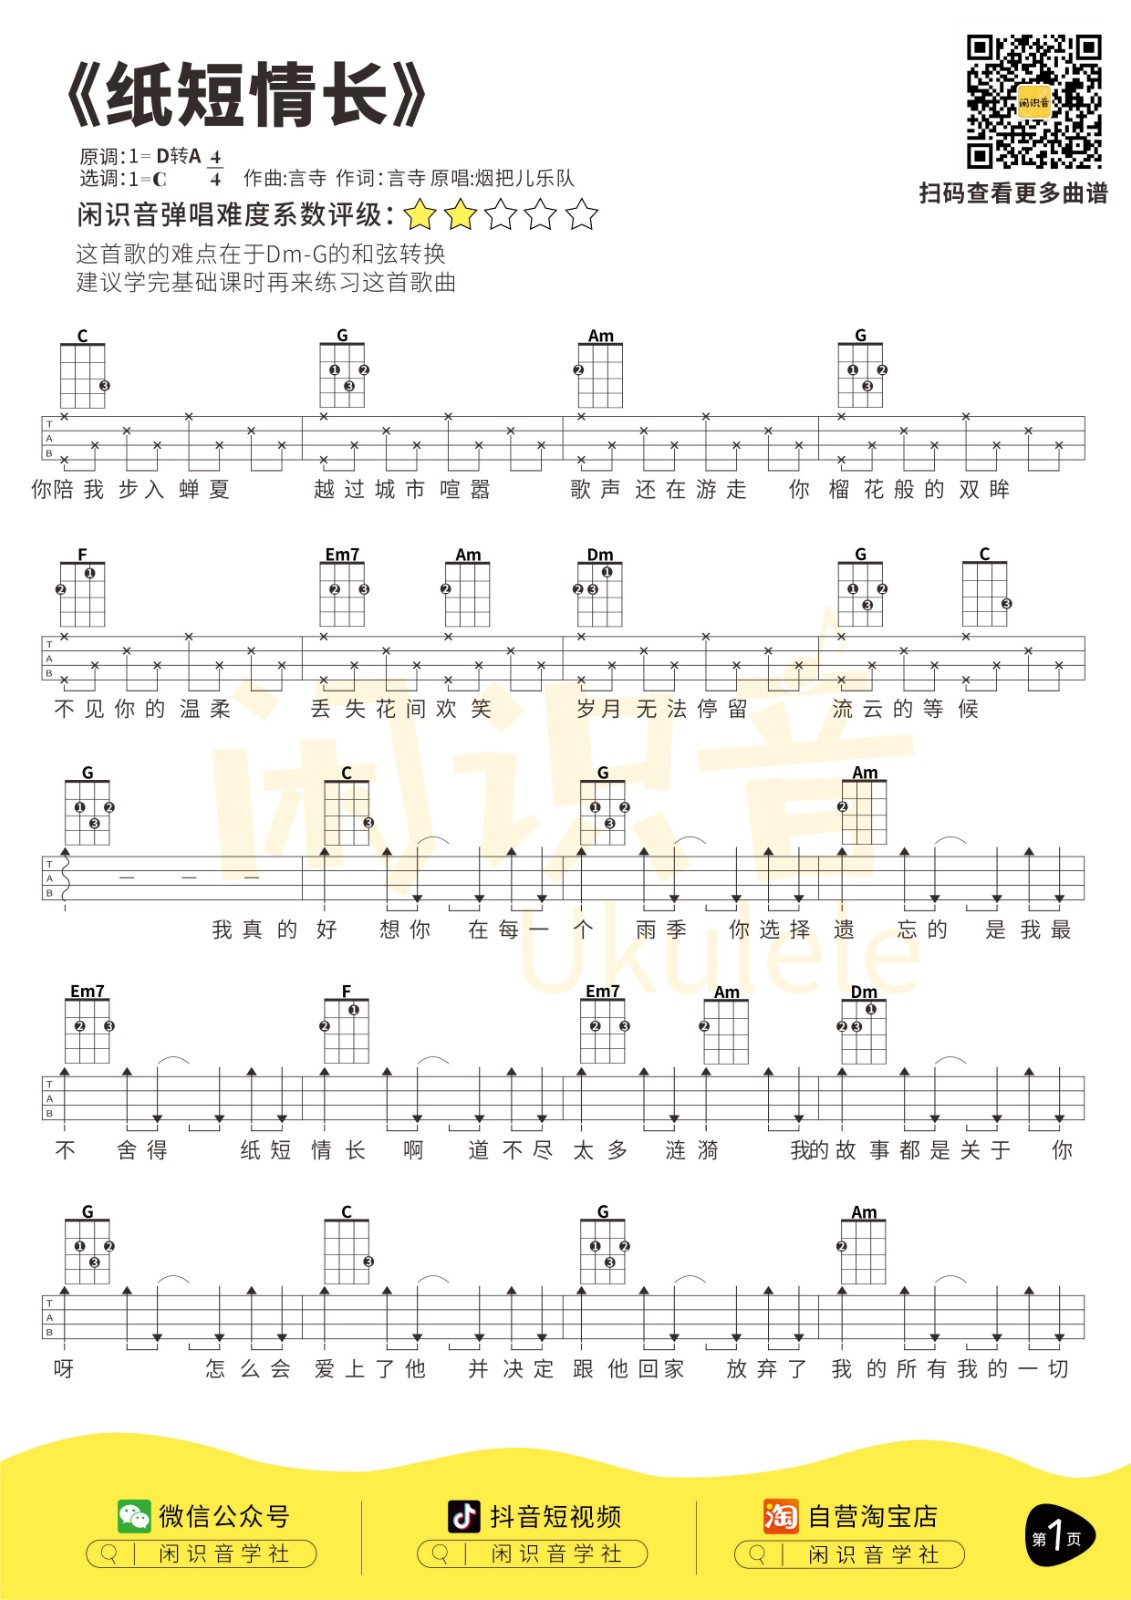 《纸短情长》
原调:1= D转A 4/4
选调:1=C 作曲:言寺 作词:言寺 原唱:烟把儿乐队
闲识音弹唱难度系数评级:
这首歌的难点在于Dm-G的和弦转换
建议学完基础课时再来练习这首歌曲
闲识音
扫码查看更多曲谱
C G Am G
T
A
B
你陪我步入蝉夏 越过城市喧嚣 歌声还在游走 你榴花般的双眸
F Em7 Am Dm G C
T
A
B
不见你的温柔 丢失花间欢笑 岁月无法停留 流云的等候
G C G Am
T
A
B
我真的好 想你 在每一个 雨季 你选择遗 忘的 是我最
Em7 F Em7 Am Dm
T
A
B
不 舍得 纸短情长 啊 道不尽太多 涟漪 我的故事都是关于 你
G C G Am
T
A
B
呀 怎么会爱上了他 并决定跟他回家 放弃了我的所有我的一切
闲识音
Ukulele
微信公众号 抖音短视频 淘 自营淘宝店
闲识音学社 闲识音学社 闲识音学社
第1页